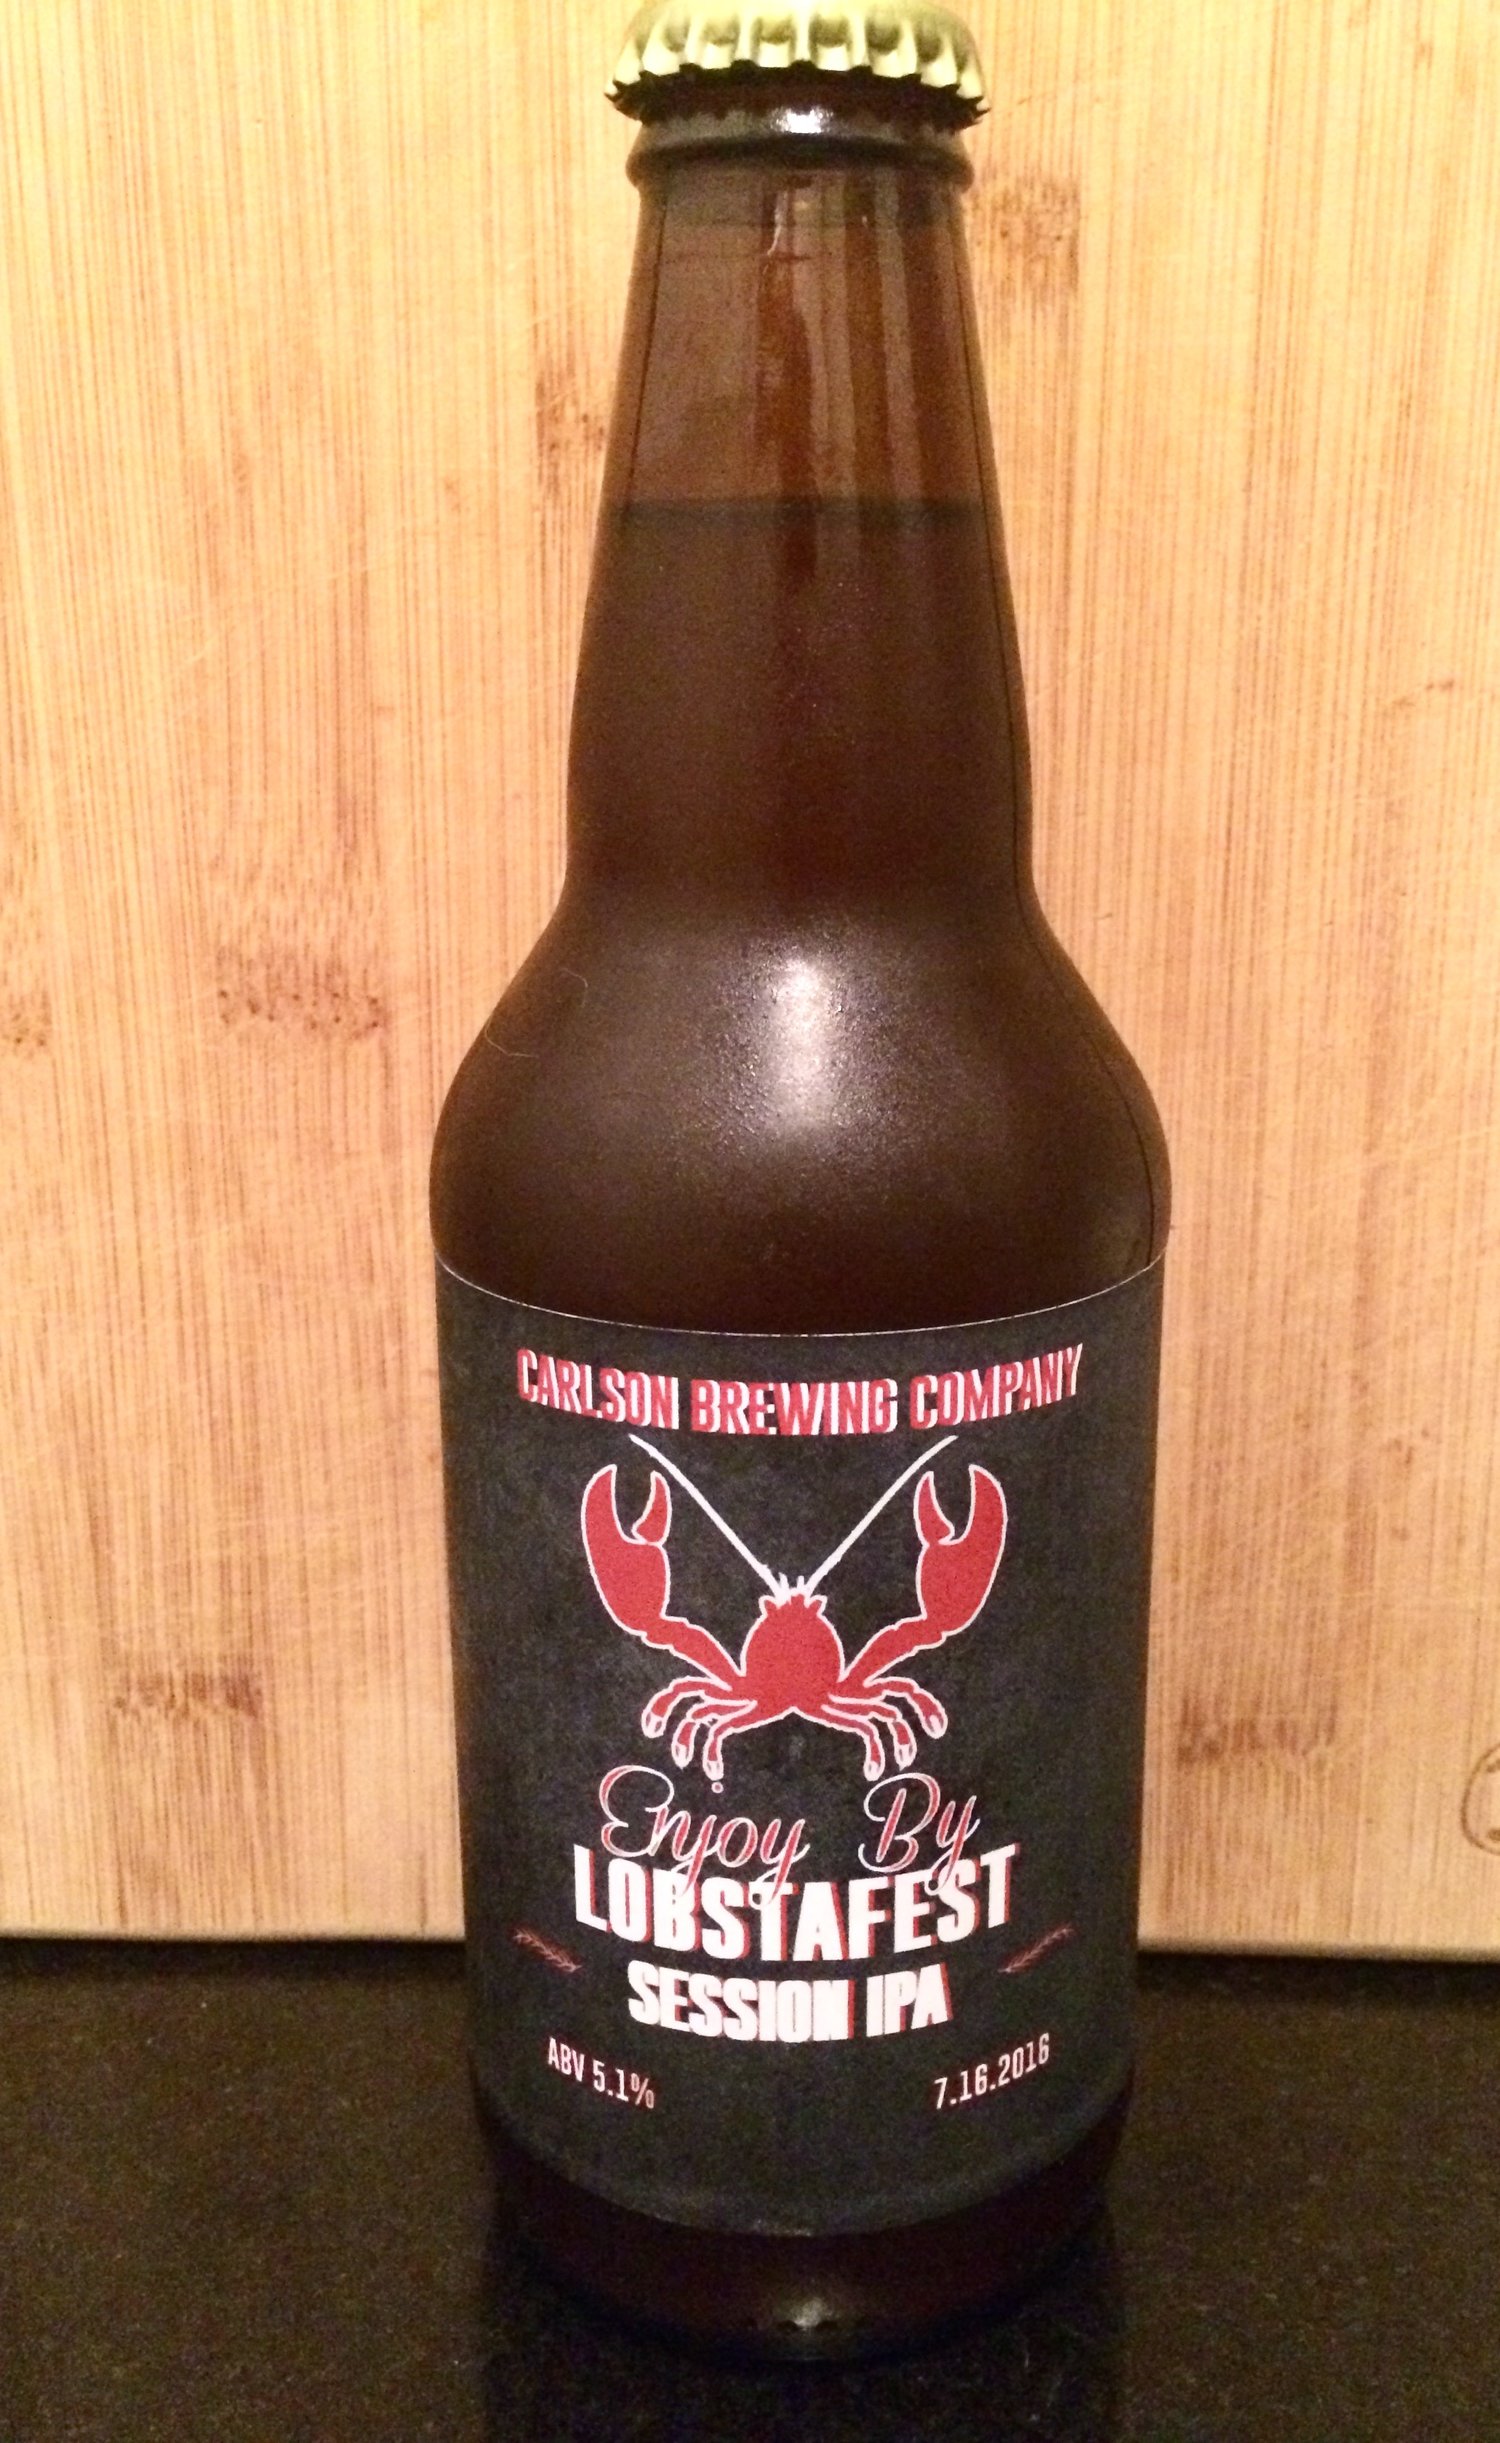 CARLSON BREWING COMPANY
Enjoy By
LOBSTAFEST
SESSION IPA
ABV 5.1%
7.16.2016